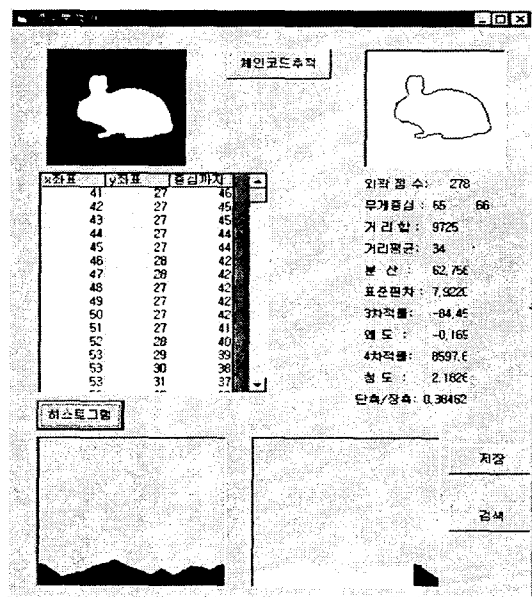 체인코드추적
x좌표 y좌표 중심까지
41 27 46
42 27 45
43 27 45
44 27 44
45 27 44
46 28 42
47 28 42
48 27 42
49 27 42
50 27 42
51 27 41
52 28 40
53 29 39
53 30 38
53 31 37
외곽 점 수: 278
무게중심 : 65 66
거 리 합 : 9725
거리평균: 34
분 산 : 62,756
표준편차 : 7,9220
3차적률: -84,45
왜 도 : -0,169
4차적률: 8597,6
첨 도 : 2,1826
단축/장축: 0,38462
히스토그램
저장
검색